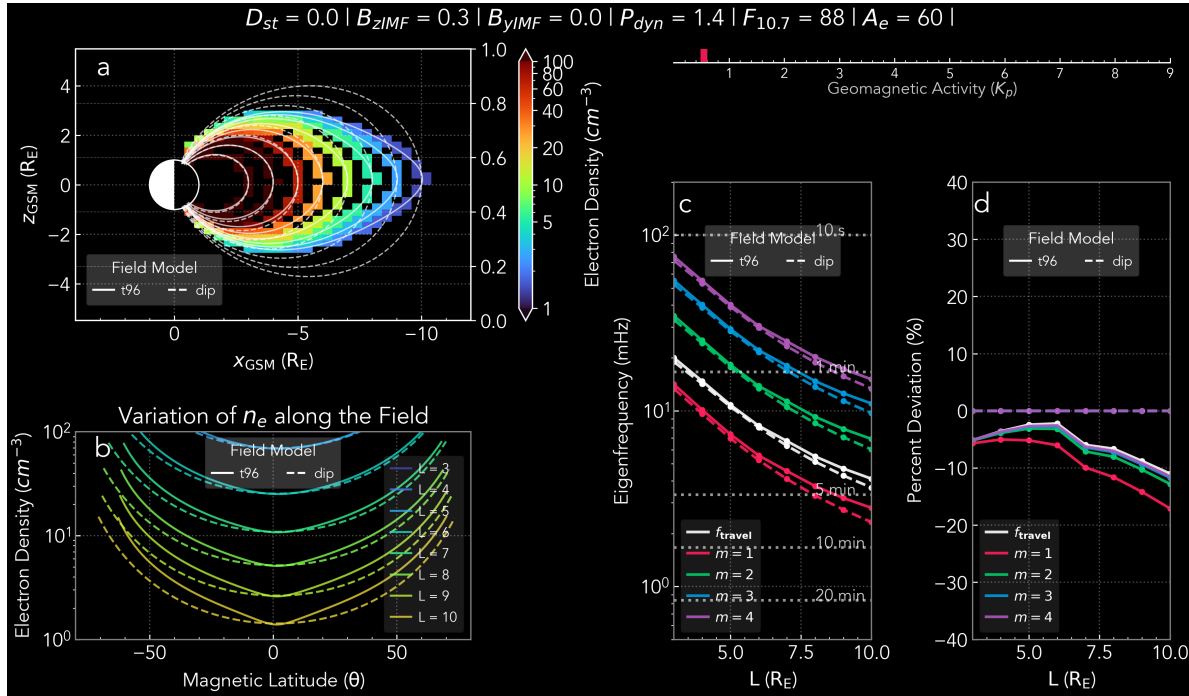 D_st = 0.0 | B_zIMF = 0.3 | B_yIMF = 0.0 | P_dyn = 1.4 | F_10.7 = 88 | A_e = 60 |
a
4
2
0
−2
−4
Z_GSM (R_E)
0
−5
−10
X_GSM (R_E)
Field Model
t96
dip
1.0
0.8
0.6
0.4
0.2
0.0
100
80
60
40
20
10
8
6
4
2
1
Electron Density (cm⁻³)
1
2
3
4
5
6
7
8
9
Geomagnetic Activity (K_p)
Variation of n_e along the Field
b
10²
10¹
10⁰
Electron Density (cm⁻³)
−50
0
50
Magnetic Latitude (θ)
Field Model
t96
dip
L = 3
L = 4
L = 5
L = 6
L = 7
L = 8
L = 9
L = 10
c
10²
10¹
10⁰
Eigenfrequency (mHz)
Field Model
t96
dip
10 s
1 min
5 min
10 min
20 min
f_travel
m = 1
m = 2
m = 3
m = 4
5.0
7.5
10.0
L (R_E)
d
40
30
20
10
0
−10
−20
−30
−40
Percent Deviation (%)
Field Model
t96
dip
f_travel
m = 1
m = 2
m = 3
m = 4
5.0
7.5
10.0
L (R_E)